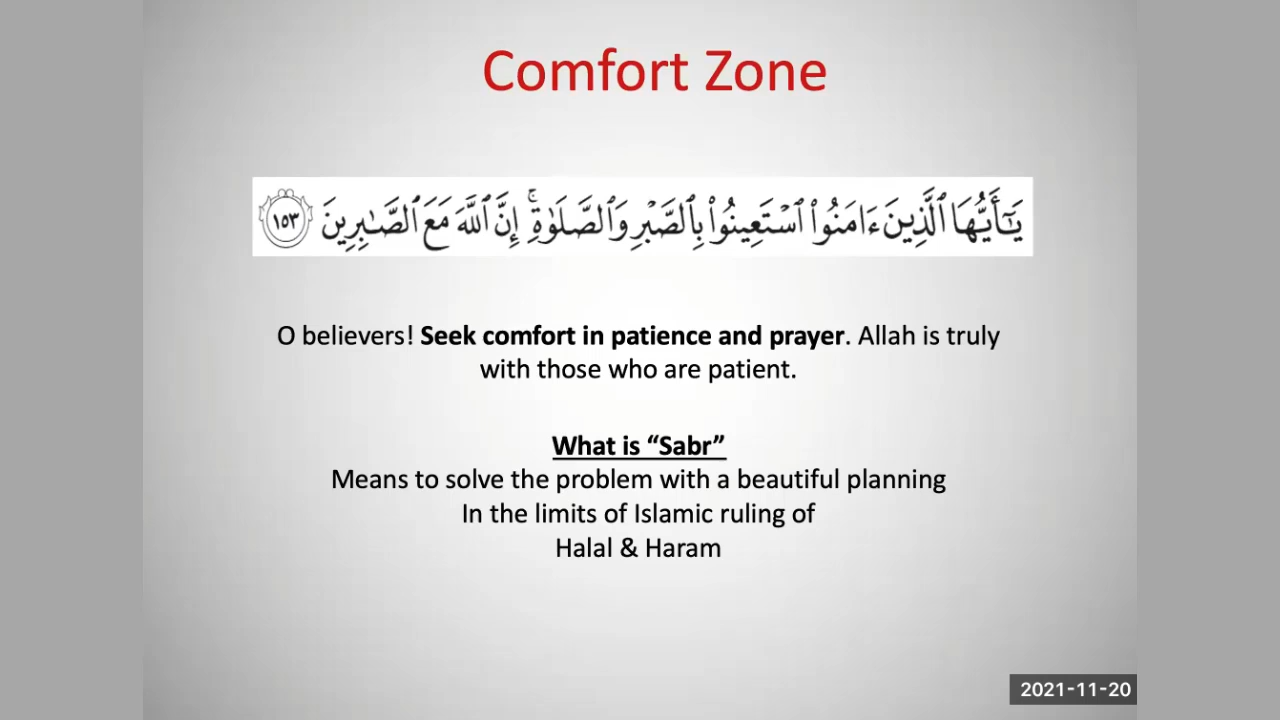 Comfort Zone
يَـٰٓأَيُّهَا ٱلَّذِينَ ءَامَنُوا۟ ٱسْتَعِينُوا۟ بِٱلصَّبْرِ وَٱلصَّلَوٰةِ ۚ إِنَّ ٱللَّهَ مَعَ ٱلصَّـٰبِرِينَ ١٥٣
O believers! Seek comfort in patience and prayer. Allah is truly
with those who are patient.
What is “Sabr”
Means to solve the problem with a beautiful planning
In the limits of Islamic ruling of
Halal & Haram
2021-11-20